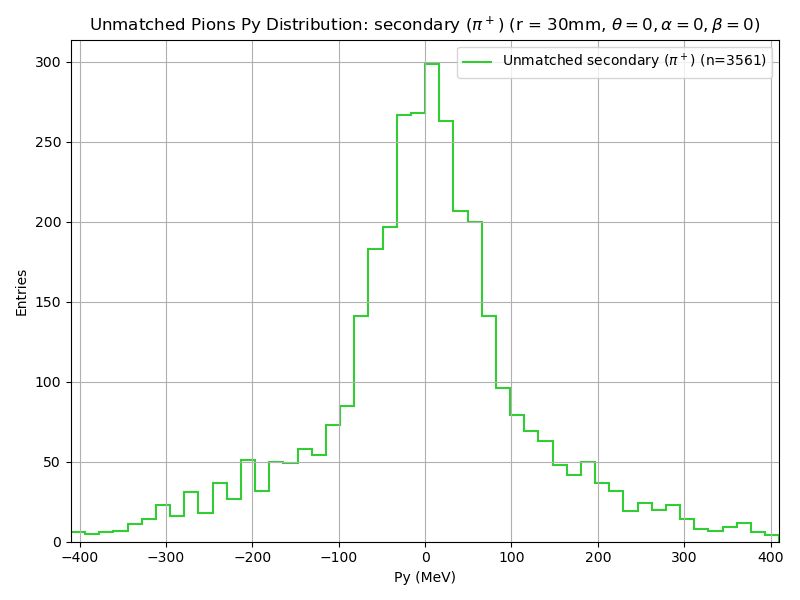 Unmatched Pions Py Distribution: secondary (π⁺) (r = 30mm, θ = 0, α = 0, β = 0)
Unmatched secondary (π⁺) (n=3561)
300
250
200
150
100
50
0
Entries
−400 −300 −200 −100 0 100 200 300 400
Py (MeV)